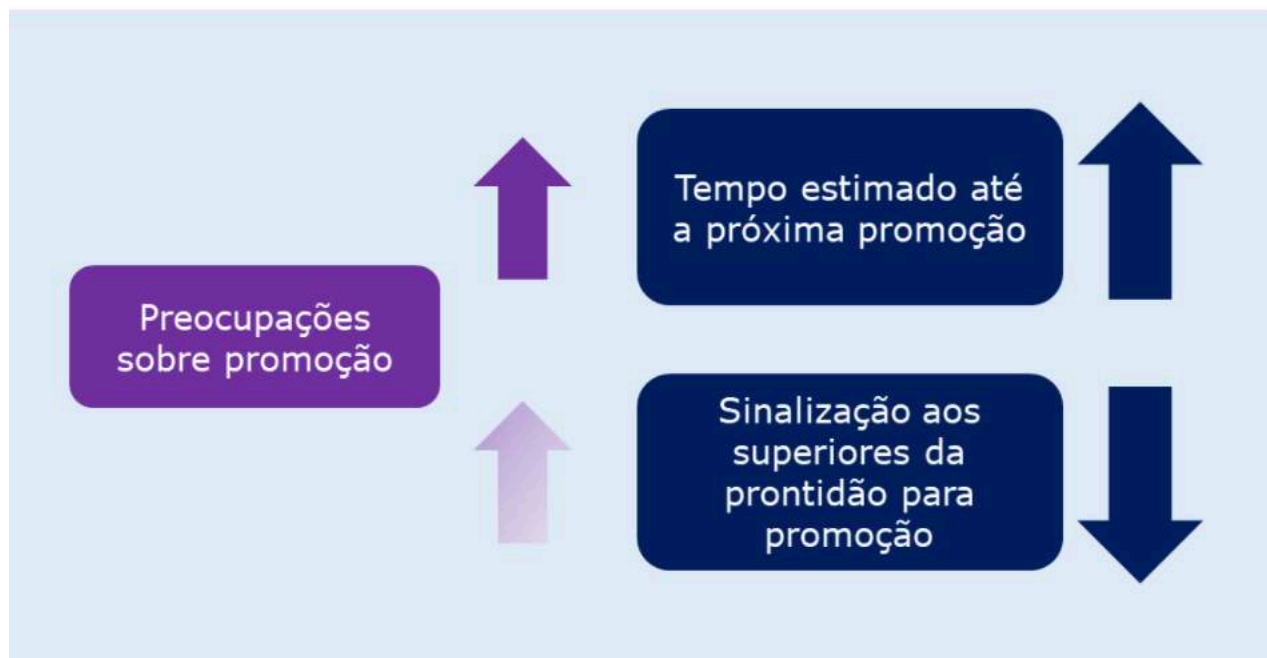 Preocupações
sobre promoção
Tempo estimado até
a próxima promoção
Sinalização aos
superiores da
prontidão para
promoção